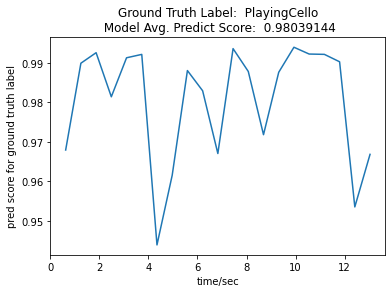 Ground Truth Label:  PlayingCello
Model Avg. Predict Score:  0.98039144
pred score for ground truth label
0.99
0.98
0.97
0.96
0.95
0 2 4 6 8 10 12
time/sec